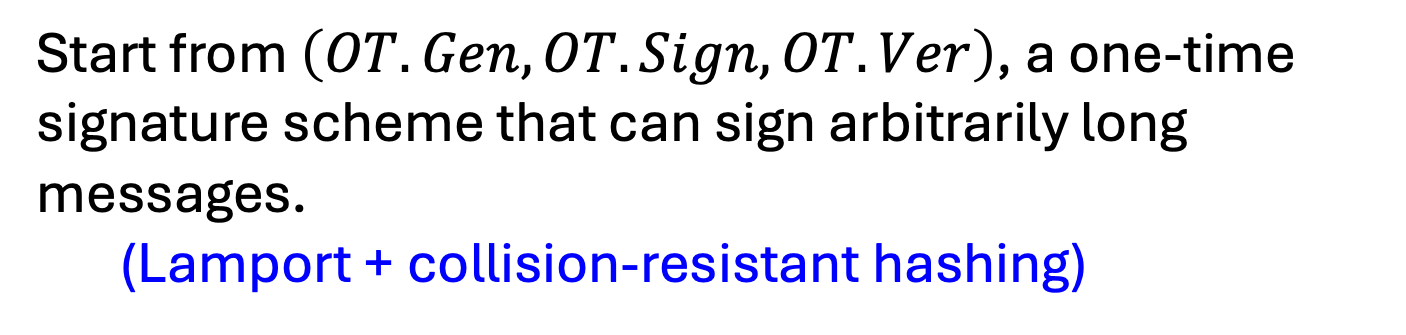 Start from (OT.Gen, OT.Sign, OT.Ver), a one-time
signature scheme that can sign arbitrarily long
messages.
(Lamport + collision-resistant hashing)